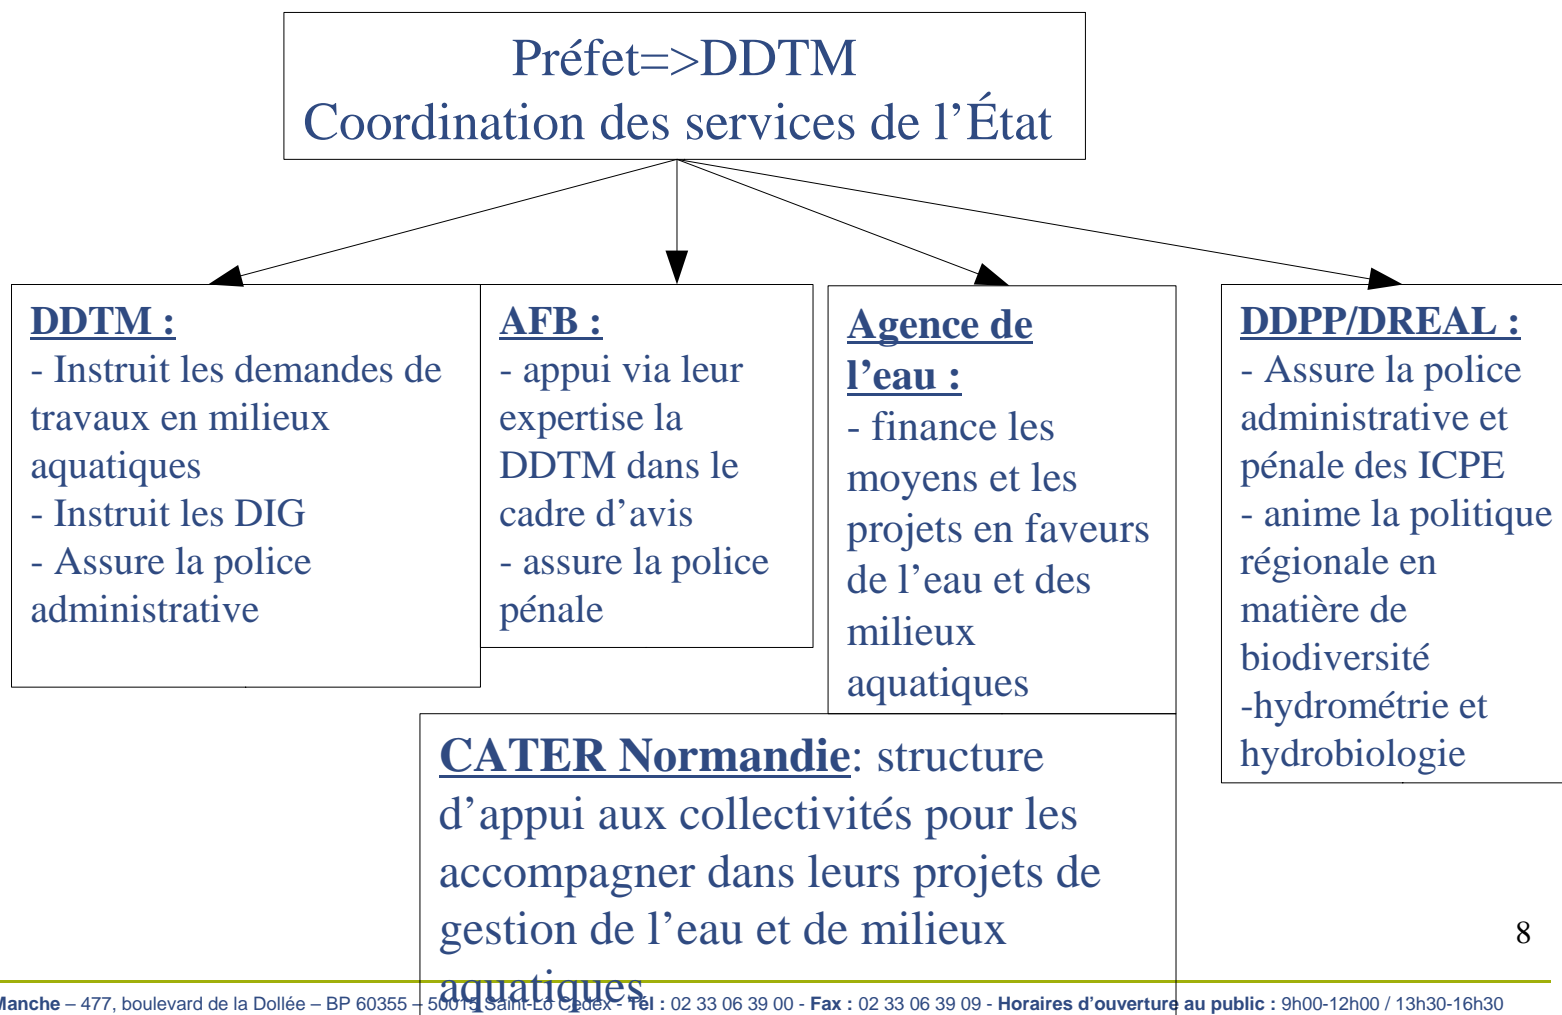 Préfet=>DDTM
Coordination des services de l’État
DDTM :
- Instruit les demandes de
travaux en milieux
aquatiques
- Instruit les DIG
- Assure la police
administrative
AFB :
- appui via leur
expertise la
DDTM dans le
cadre d’avis
- assure la police
pénale
Agence de
l’eau :
- finance les
moyens et les
projets en faveurs
de l’eau et des
milieux
aquatiques
DDPP/DREAL :
- Assure la police
administrative et
pénale des ICPE
- anime la politique
régionale en
matière de
biodiversité
-hydrométrie et
hydrobiologie
CATER Normandie: structure
d’appui aux collectivités pour les
accompagner dans leurs projets de
gestion de l’eau et de milieux
aquatiques
8
Manche – 477, boulevard de la Dollée – BP 60355 – 50015 Saint-Lô Cedex - Tél : 02 33 06 39 00 - Fax : 02 33 06 39 09 - Horaires d’ouverture au public : 9h00-12h00 / 13h30-16h30